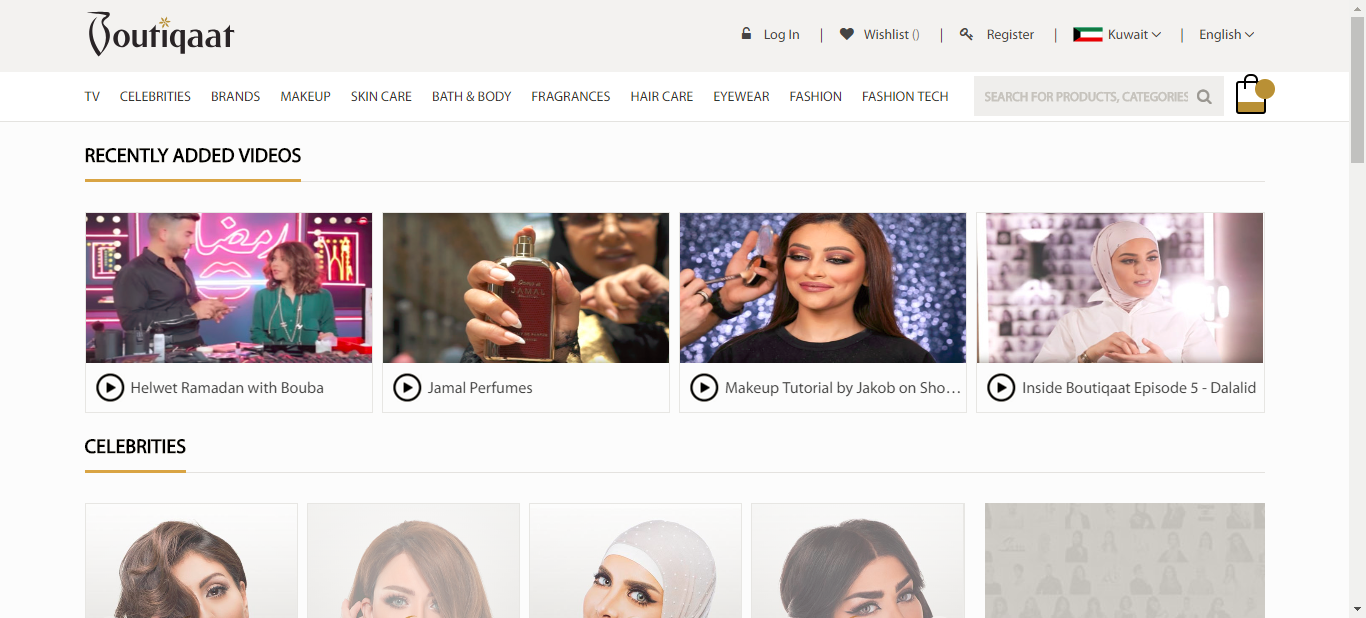 Boutiqaat
Log In | Wishlist () | Register | Kuwait | English
TV CELEBRITIES BRANDS MAKEUP SKIN CARE BATH & BODY FRAGRANCES HAIR CARE EYEWEAR FASHION FASHION TECH SEARCH FOR PRODUCTS, CATEGORIES
RECENTLY ADDED VIDEOS
رمضان
JAMAL
Helwet Ramadan with Bouba
Jamal Perfumes
Makeup Tutorial by Jakob on Sho…
Inside Boutiqaat Episode 5 - Dalalid
CELEBRITIES